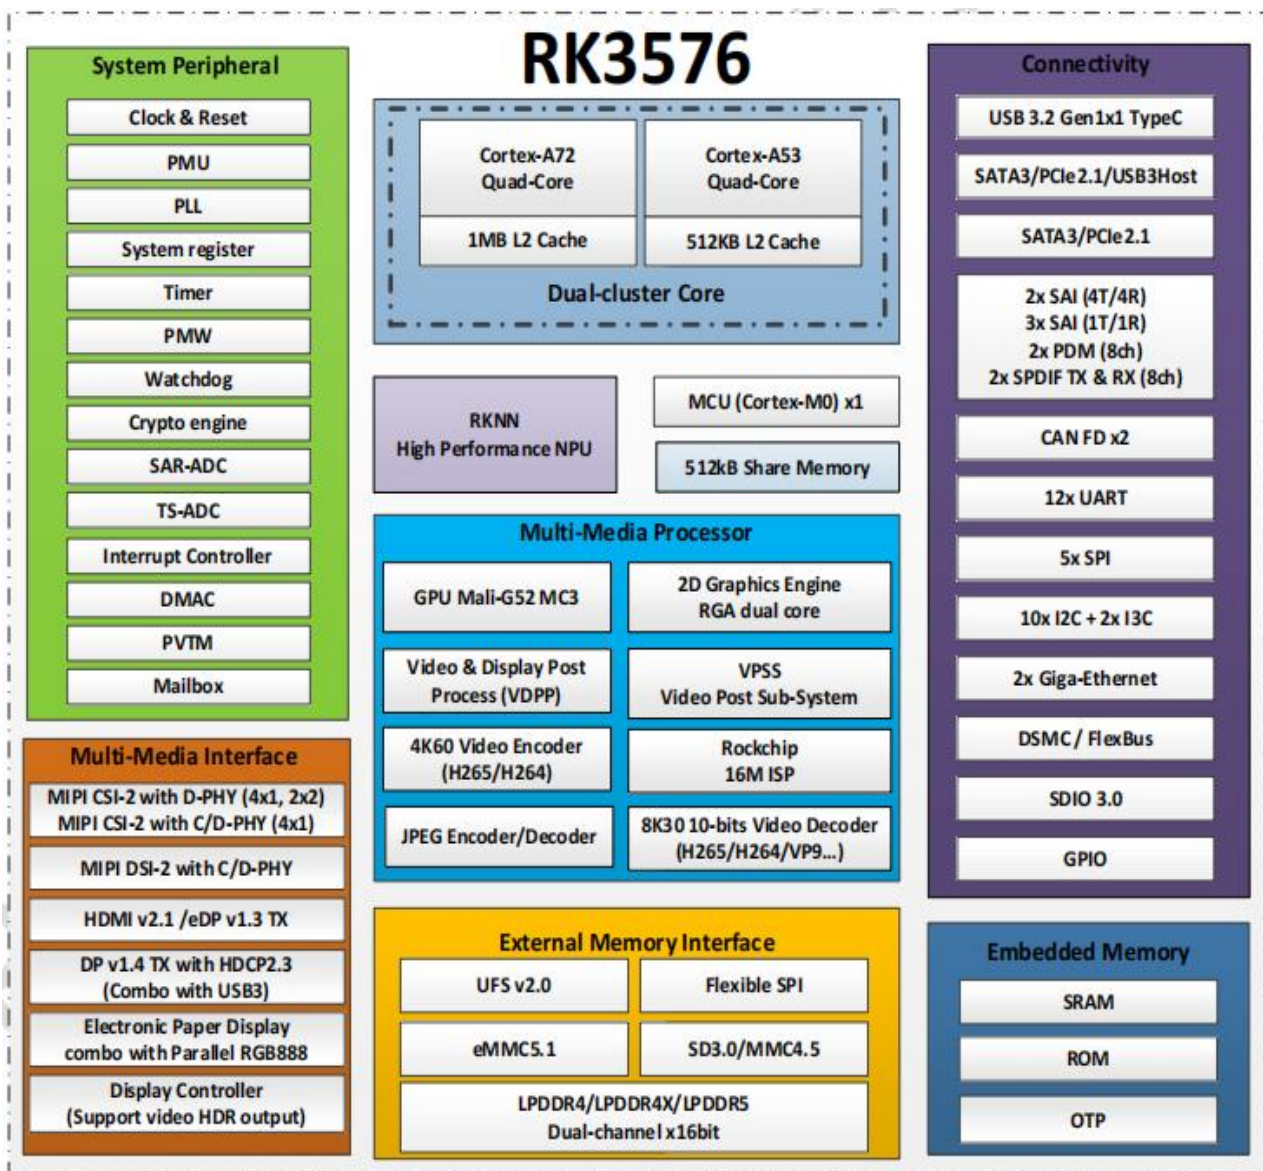 RK3576
System Peripheral
Clock & Reset
PMU
PLL
System register
Timer
PMW
Watchdog
Crypto engine
SAR-ADC
TS-ADC
Interrupt Controller
DMAC
PVTM
Mailbox
Multi-Media Interface
MIPI CSI-2 with D-PHY (4x1, 2x2)
MIPI CSI-2 with C/D-PHY (4x1)
MIPI DSI-2 with C/D-PHY
HDMI v2.1 /eDP v1.3 TX
DP v1.4 TX with HDCP2.3
(Combo with USB3)
Electronic Paper Display
combo with Parallel RGB888
Display Controller
(Support video HDR output)
Cortex-A72
Quad-Core
1MB L2 Cache
Cortex-A53
Quad-Core
512KB L2 Cache
Dual-cluster Core
RKNN
High Performance NPU
MCU (Cortex-M0) x1
512kB Share Memory
Multi-Media Processor
GPU Mali-G52 MC3
2D Graphics Engine
RGA dual core
Video & Display Post
Process (VDPP)
VPSS
Video Post Sub-System
4K60 Video Encoder
(H265/H264)
Rockchip
16M ISP
JPEG Encoder/Decoder
8K30 10-bits Video Decoder
(H265/H264/VP9...)
External Memory Interface
UFS v2.0
Flexible SPI
eMMC5.1
SD3.0/MMC4.5
LPDDR4/LPDDR4X/LPDDR5
Dual-channel x16bit
Connectivity
USB 3.2 Gen1x1 TypeC
SATA3/PCIe2.1/USB3Host
SATA3/PCIe2.1
2x SAI (4T/4R)
3x SAI (1T/1R)
2x PDM (8ch)
2x SPDIF TX & RX (8ch)
CAN FD x2
12x UART
5x SPI
10x I2C + 2x I3C
2x Giga-Ethernet
DSMC / FlexBus
SDIO 3.0
GPIO
Embedded Memory
SRAM
ROM
OTP